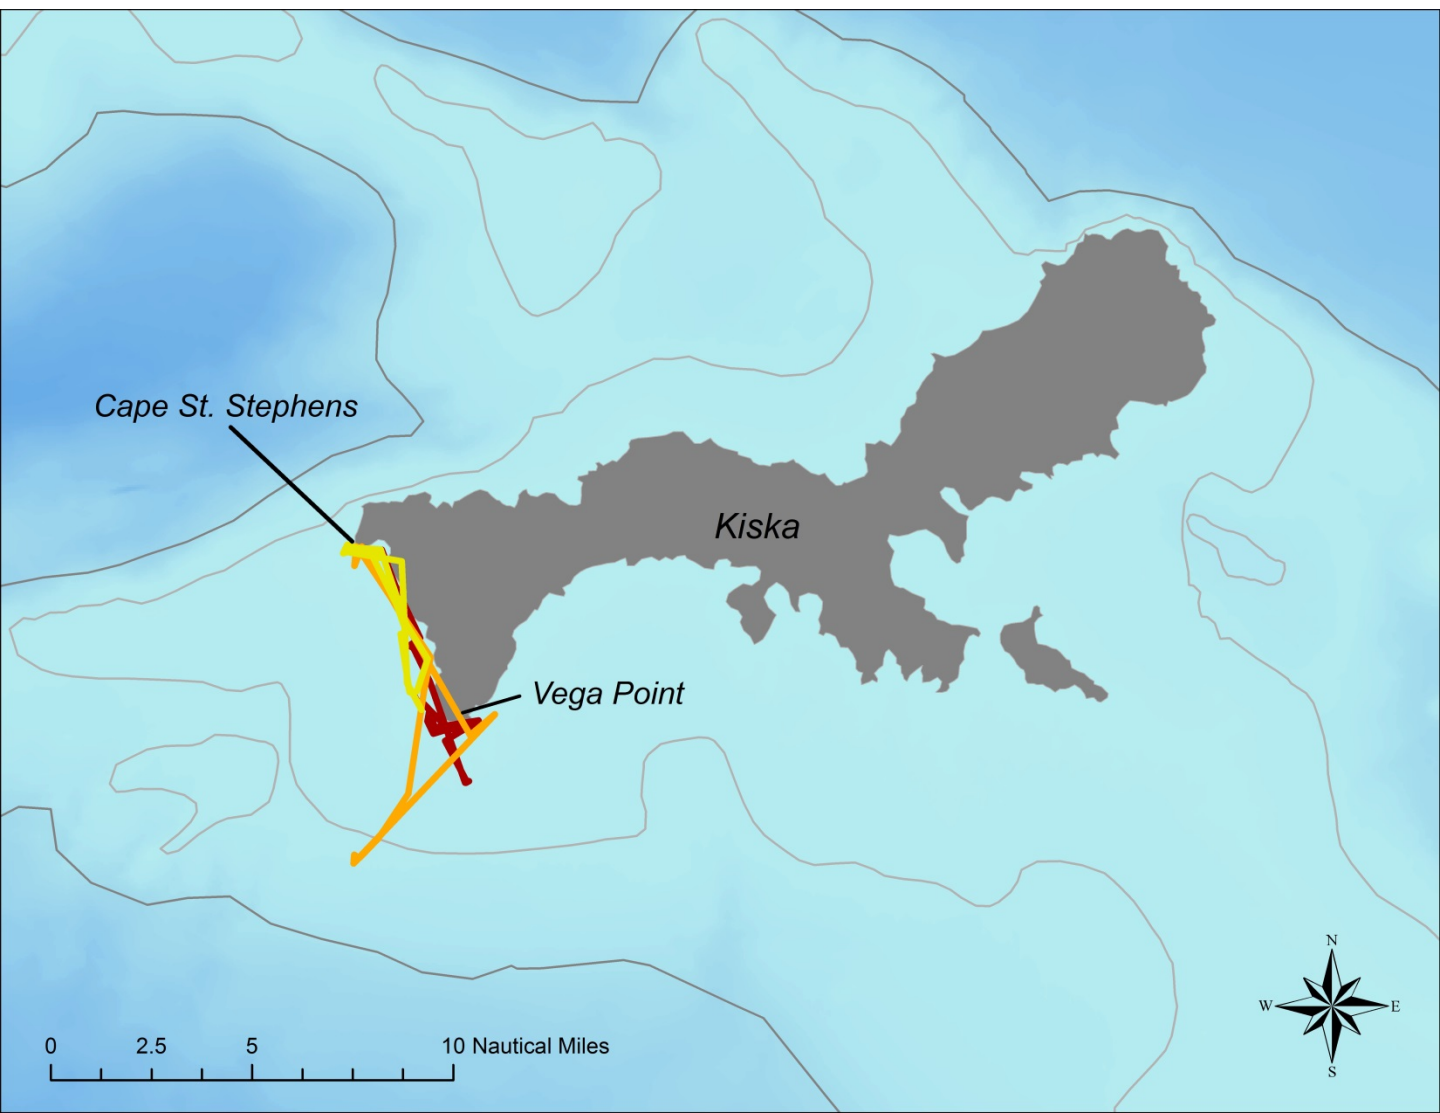 Cape St. Stephens
Kiska
Vega Point
N
W E
S
0 2.5 5 10 Nautical Miles